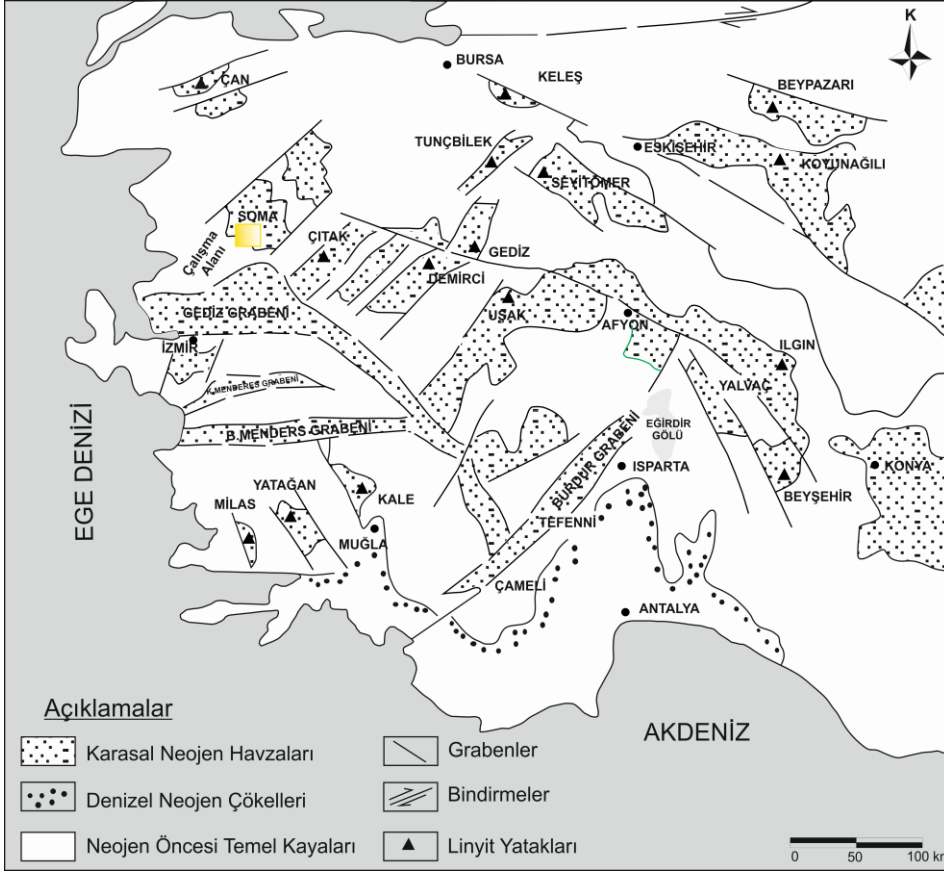 K
BURSA
ÇAN
KELEŞ
BEYPAZARI
TUNÇBİLEK
ESKİŞEHİR
KOYUNAĞILI
SEYİTÖMER
SOMA
ÇITAK
GEDİZ
Çalışma
Alanı
DEMİRCİ
GEDİZ GRABENİ
UŞAK
AFYON
İZMİR
ILGIN
K.MENDERES GRABENİ
YALVAÇ
B.MENDERS GRABENİ
EĞİRDİR
GÖLÜ
BURDUR GRABENİ
EGE DENİZİ
ISPARTA
KONYA
YATAĞAN
KALE
BEYŞEHİR
MİLAS
TEFENNİ
MUĞLA
ÇAMELİ
ANTALYA
AKDENİZ
Açıklamalar
Karasal Neojen Havzaları
Grabenler
Denizel Neojen Çökelleri
Bindirmeler
Neojen Öncesi Temel Kayaları
Linyit Yatakları
0 50 100 km